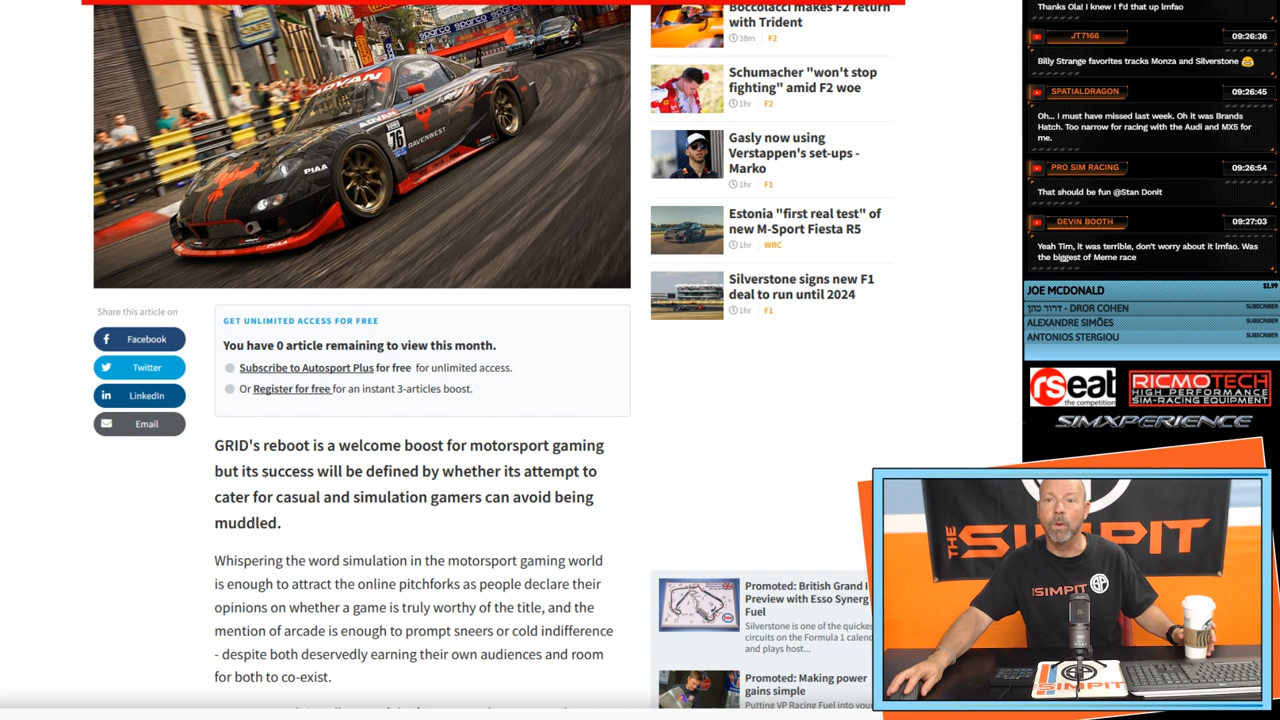 sparco sparco sparco
ADVAN
76
RAVENWEST
PIAA
PIAA
Share this article on
Facebook
Twitter
LinkedIn
Email
GET UNLIMITED ACCESS FOR FREE
You have 0 article remaining to view this month.
Subscribe to Autosport Plus for free for unlimited access.
Or Register for free for an instant 3-articles boost.
GRID's reboot is a welcome boost for motorsport gaming
but its success will be defined by whether its attempt to
cater for casual and simulation gamers can avoid being
muddled.
Whispering the word simulation in the motorsport gaming world
is enough to attract the online pitchforks as people declare their
opinions on whether a game is truly worthy of the title, and the
mention of arcade is enough to prompt sneers or cold indifference
- despite both deservedly earning their own audiences and room
for both to co-exist.
Boccolacci makes F2 return
with Trident
38m F2
Schumacher "won't stop
fighting" amid F2 woe
1hr F2
Gasly now using
Verstappen's set-ups -
Marko
1hr F1
Estonia "first real test" of
new M-Sport Fiesta R5
1hr WRC
Silverstone signs new F1
deal to run until 2024
1hr F1
Promoted: British Grand
Preview with Esso Synerg
Fuel
Silverstone is one of the quickes
circuits on the Formula 1 calend
and plays host...
Promoted: Making power
gains simple
Putting VP Racing Fuel into your
Thanks Ola! I knew I f'd that up lmfao
JT7166 09:26:36
Billy Strange favorites tracks Monza and Silverstone 😂
SPATIALDRAGON 09:26:45
Oh... I must have missed last week. Oh it was Brands
Hatch. Too narrow for racing with the Audi and MX5 for
me.
PRO SIM RACING 09:26:54
That should be fun @Stan Donit
DEVIN BOOTH 09:27:03
Yeah Tim, it was terrible, don't worry about it lmfao. Was
the biggest of Meme race
JOE MCDONALD $1.99
דרור כהן - DROR COHEN SUBSCRIBER
ALEXANDRE SIMÕES SUBSCRIBER
ANTONIOS STERGIOU SUBSCRIBER
rseat
the competition
RICMOTECH
HIGH PERFORMANCE
SIM-RACING EQUIPMENT
SIMXPERIENCE
THE
SIMPIT
SIMPIT
SIMPIT